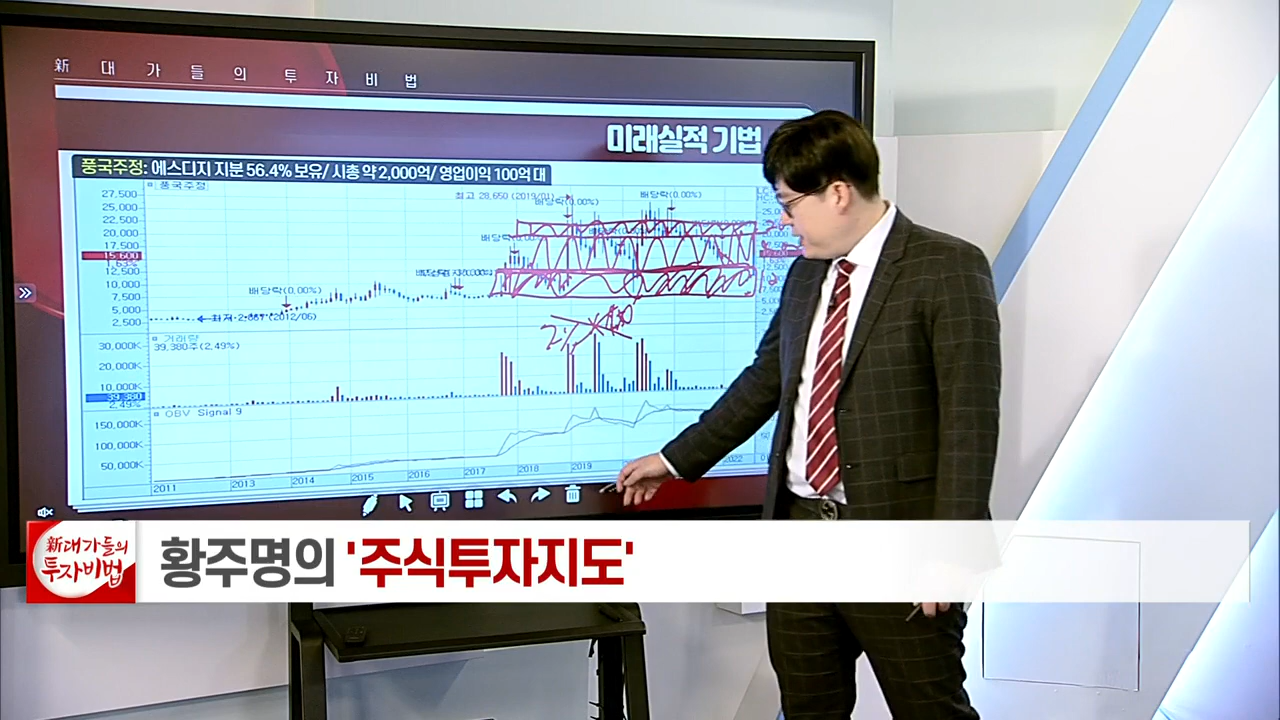 新 대 가 들 의 투 자 비 법
미래실적 기법
풍국주정: 에스디지 지분 56.4% 보유/ 시총 약 2,000억/ 영업이익 100억 대
풍국주정
27,500
25,000
22,500
20,000
17,500
15,600
1.63%
12,500
10,000
7,500
5,000
2,500
최고 28,650 (2019/01)
배당락(0.00%)
배당락(0.00%)
배당락(0.00%)
최저 2,661 (2012/06)
거래량
39,380주(2.49%)
30,000K
20,000K
10,000K
39,380
2.49%
OBV Signal 9
150,000K
100,000K
50,000K
2011 2013 2014 2015 2016 2017 2018 2019 2022
新대가들의
투자비법
황주명의 '주식투자지도'